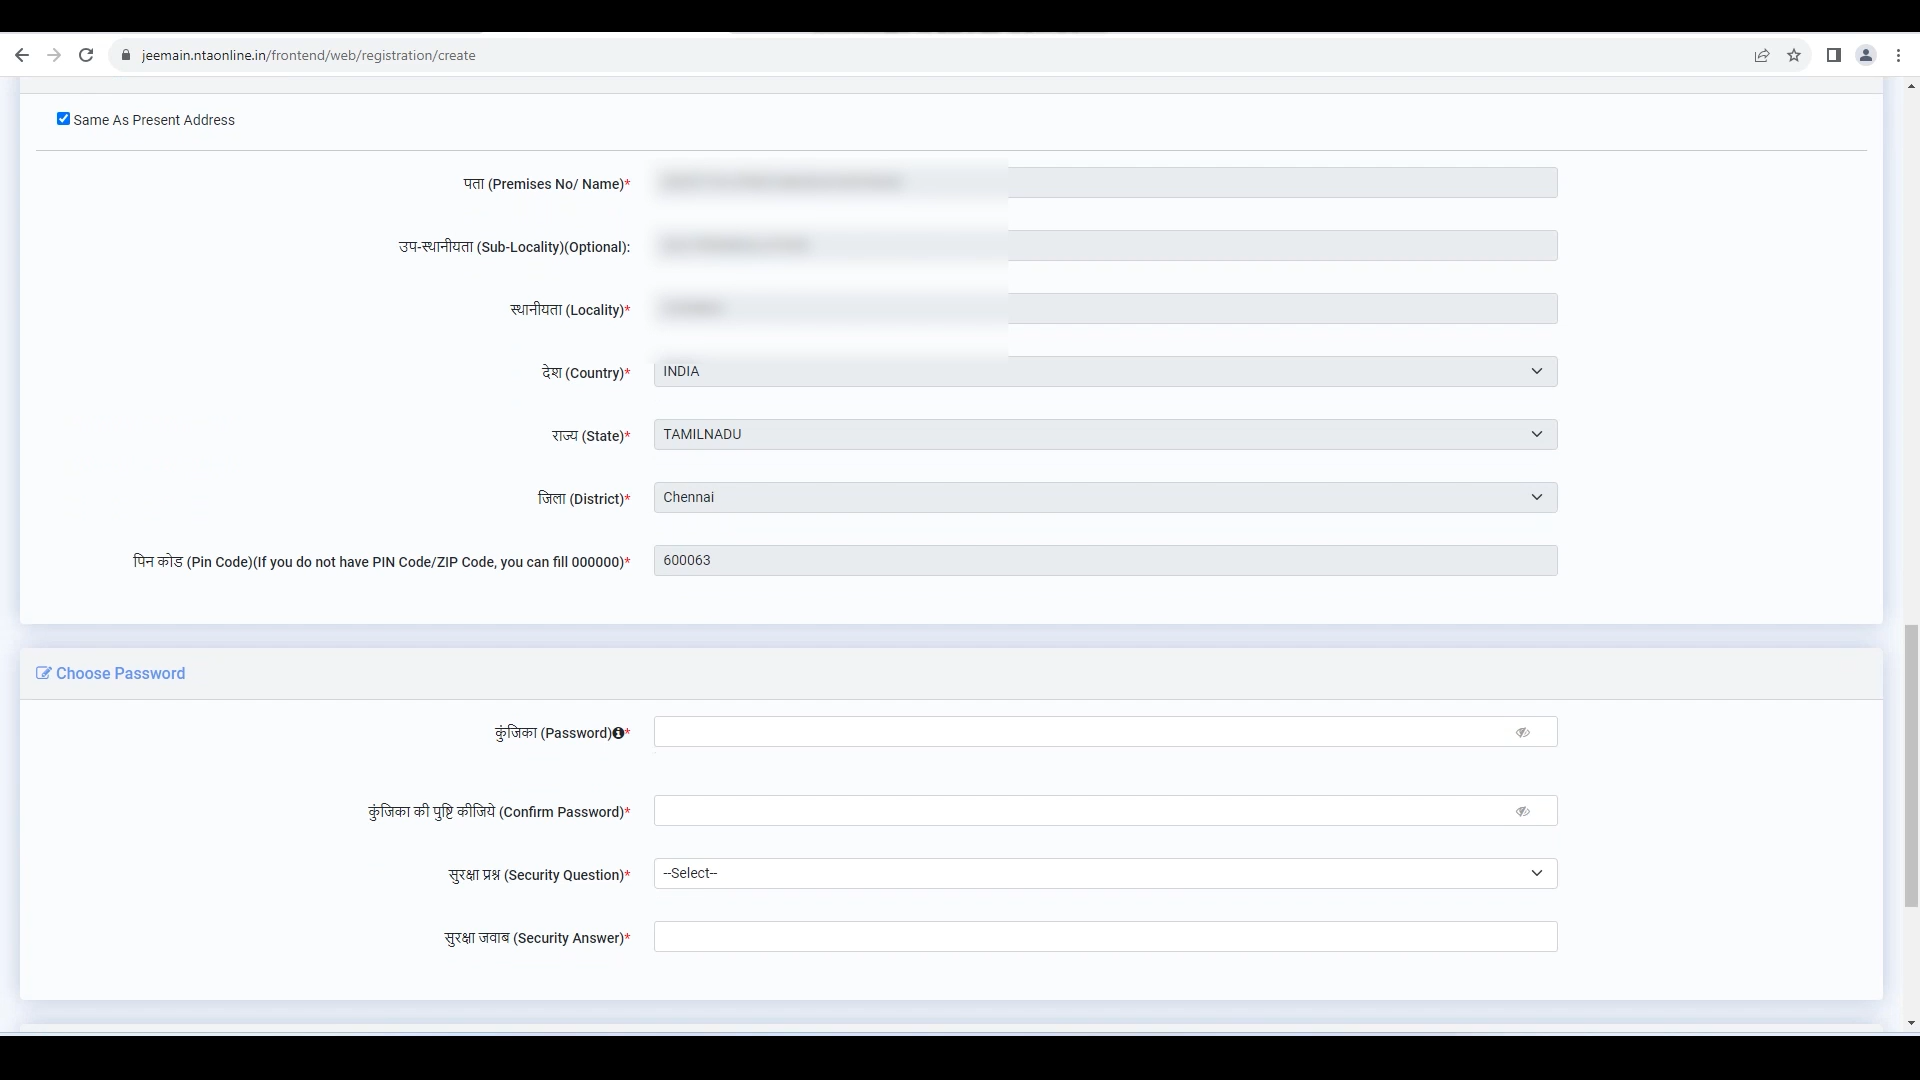 jeemain.ntaonline.in/frontend/web/registration/create
Same As Present Address
पता (Premises No/ Name)*
उप-स्थानीयता (Sub-Locality)(Optional):
स्थानीयता (Locality)*
देश (Country)* INDIA
राज्य (State)* TAMILNADU
जिला (District)* Chennai
पिन कोड (Pin Code)(If you do not have PIN Code/ZIP Code, you can fill 000000)* 600063
Choose Password
कुंजिका (Password)*
कुंजिका की पुष्टि कीजिये (Confirm Password)*
सुरक्षा प्रश्न (Security Question)* --Select--
सुरक्षा जवाब (Security Answer)*